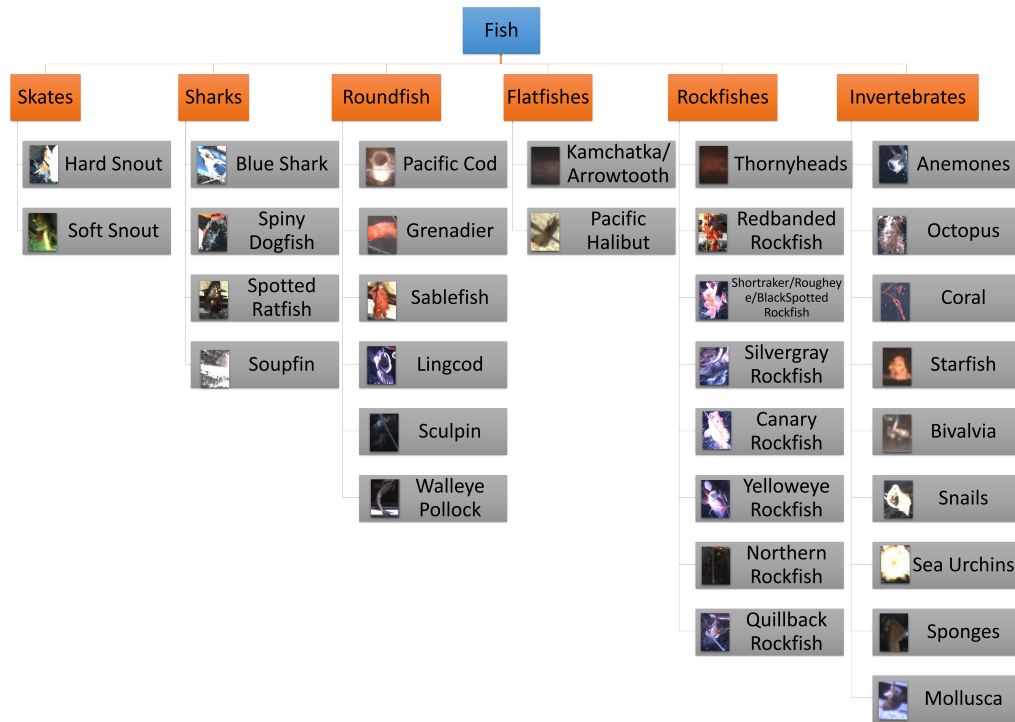 Fish
Skates
Hard Snout
Soft Snout
Sharks
Blue Shark
Spiny
Dogfish
Spotted
Ratfish
Soupfin
Roundfish
Pacific Cod
Grenadier
Sablefish
Lingcod
Sculpin
Walleye
Pollock
Flatfishes
Kamchatka/
Arrowtooth
Pacific
Halibut
Rockfishes
Thornyheads
Redbanded
Rockfish
Shortraker/Roughey
e/BlackSpotted
Rockfish
Silvergray
Rockfish
Canary
Rockfish
Yelloweye
Rockfish
Northern
Rockfish
Quillback
Rockfish
Invertebrates
Anemones
Octopus
Coral
Starfish
Bivalvia
Snails
Sea Urchins
Sponges
Mollusca